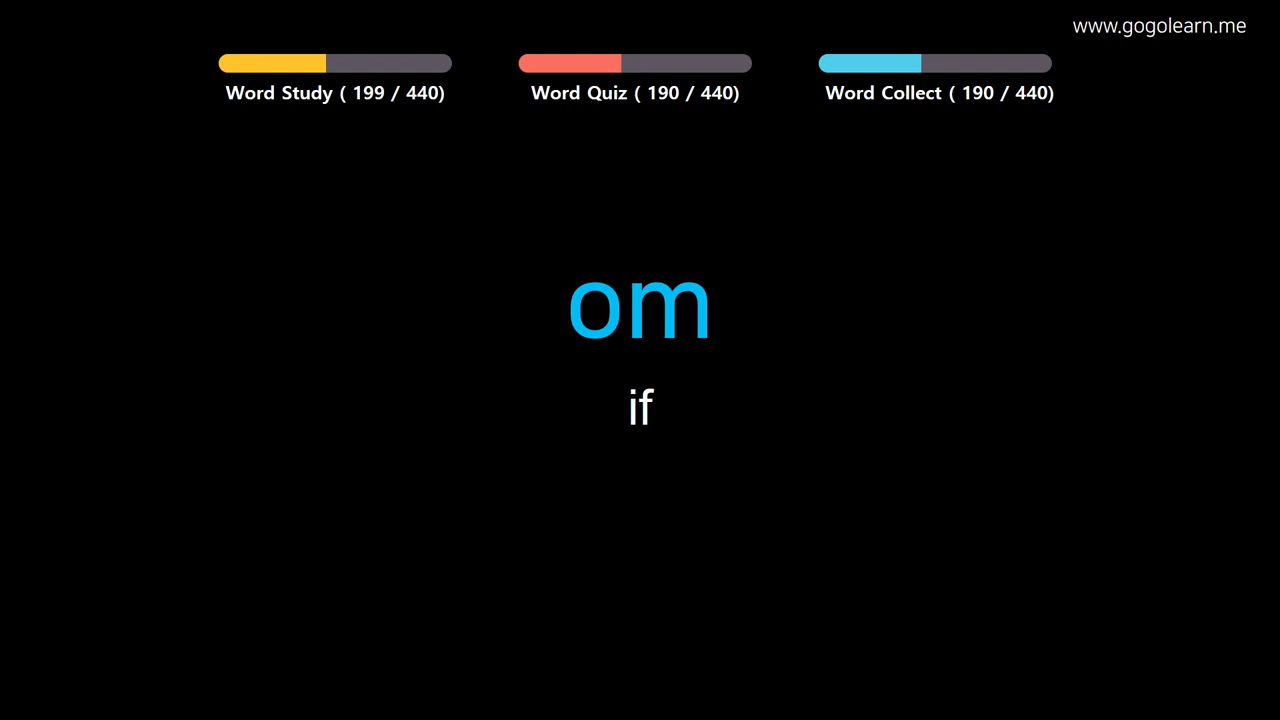 www.gogolearn.me
Word Study ( 199 / 440)
Word Quiz ( 190 / 440)
Word Collect ( 190 / 440)
om
if